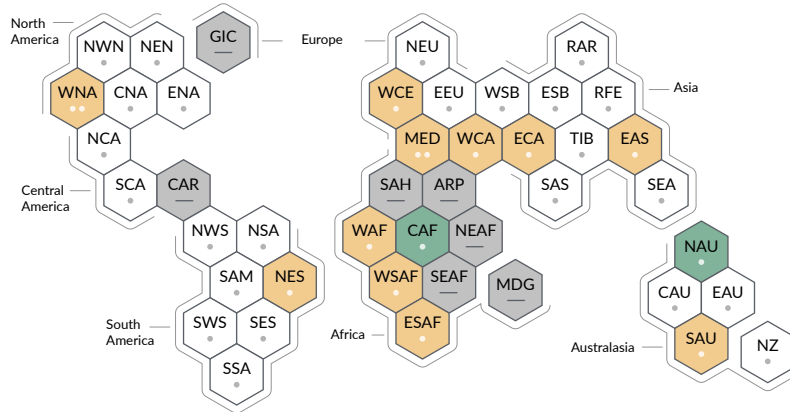 North
America
NWN
NEN
GIC
Europe
NEU
RAR
WNA
CNA
ENA
WCE
EEU
WSB
ESB
RFE
Asia
NCA
MED
WCA
ECA
TIB
EAS
Central
America
SCA
CAR
SAH
ARP
SAS
SEA
NWS
NSA
WAF
CAF
NEAF
NAU
SAM
NES
WSAF
SEAF
MDG
CAU
EAU
South
America
SWS
SES
Africa
ESAF
Australasia
SAU
NZ
SSA